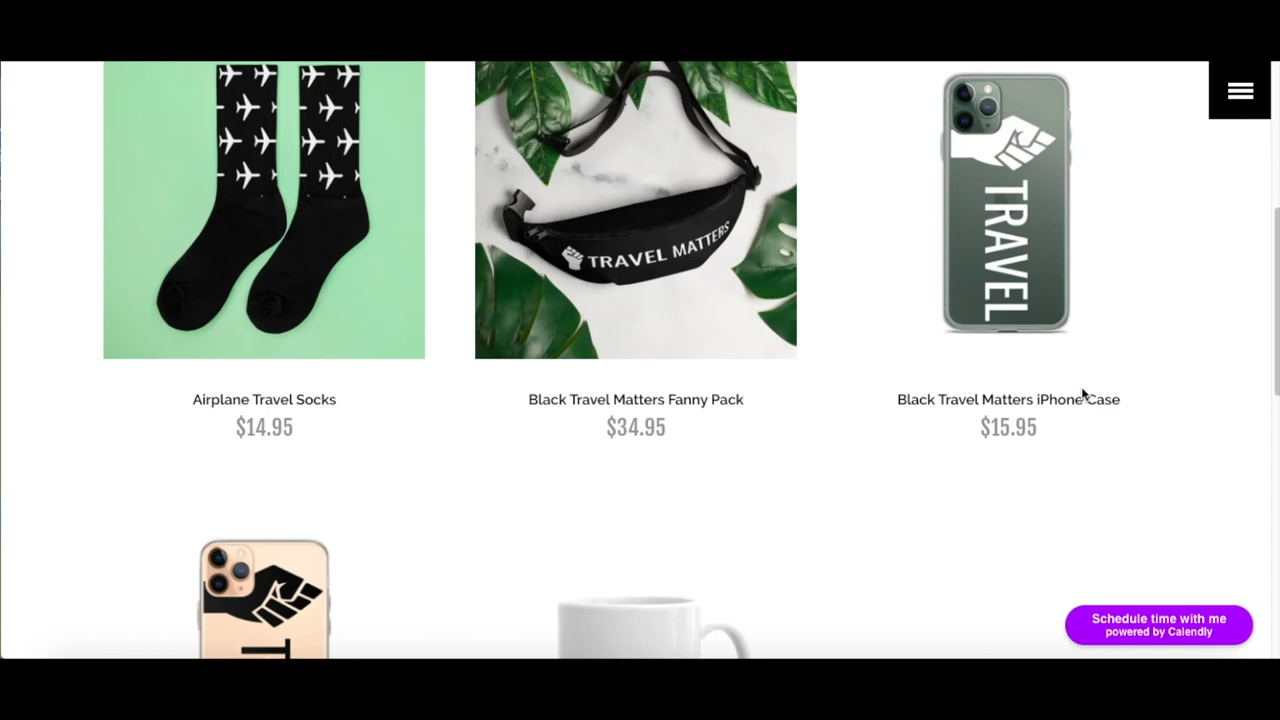 TRAVEL MATTERS
TRAVEL
Airplane Travel Socks
Black Travel Matters Fanny Pack
Black Travel Matters iPhone Case
$14.95
$34.95
$15.95
T
Schedule time with me
powered by Calendly